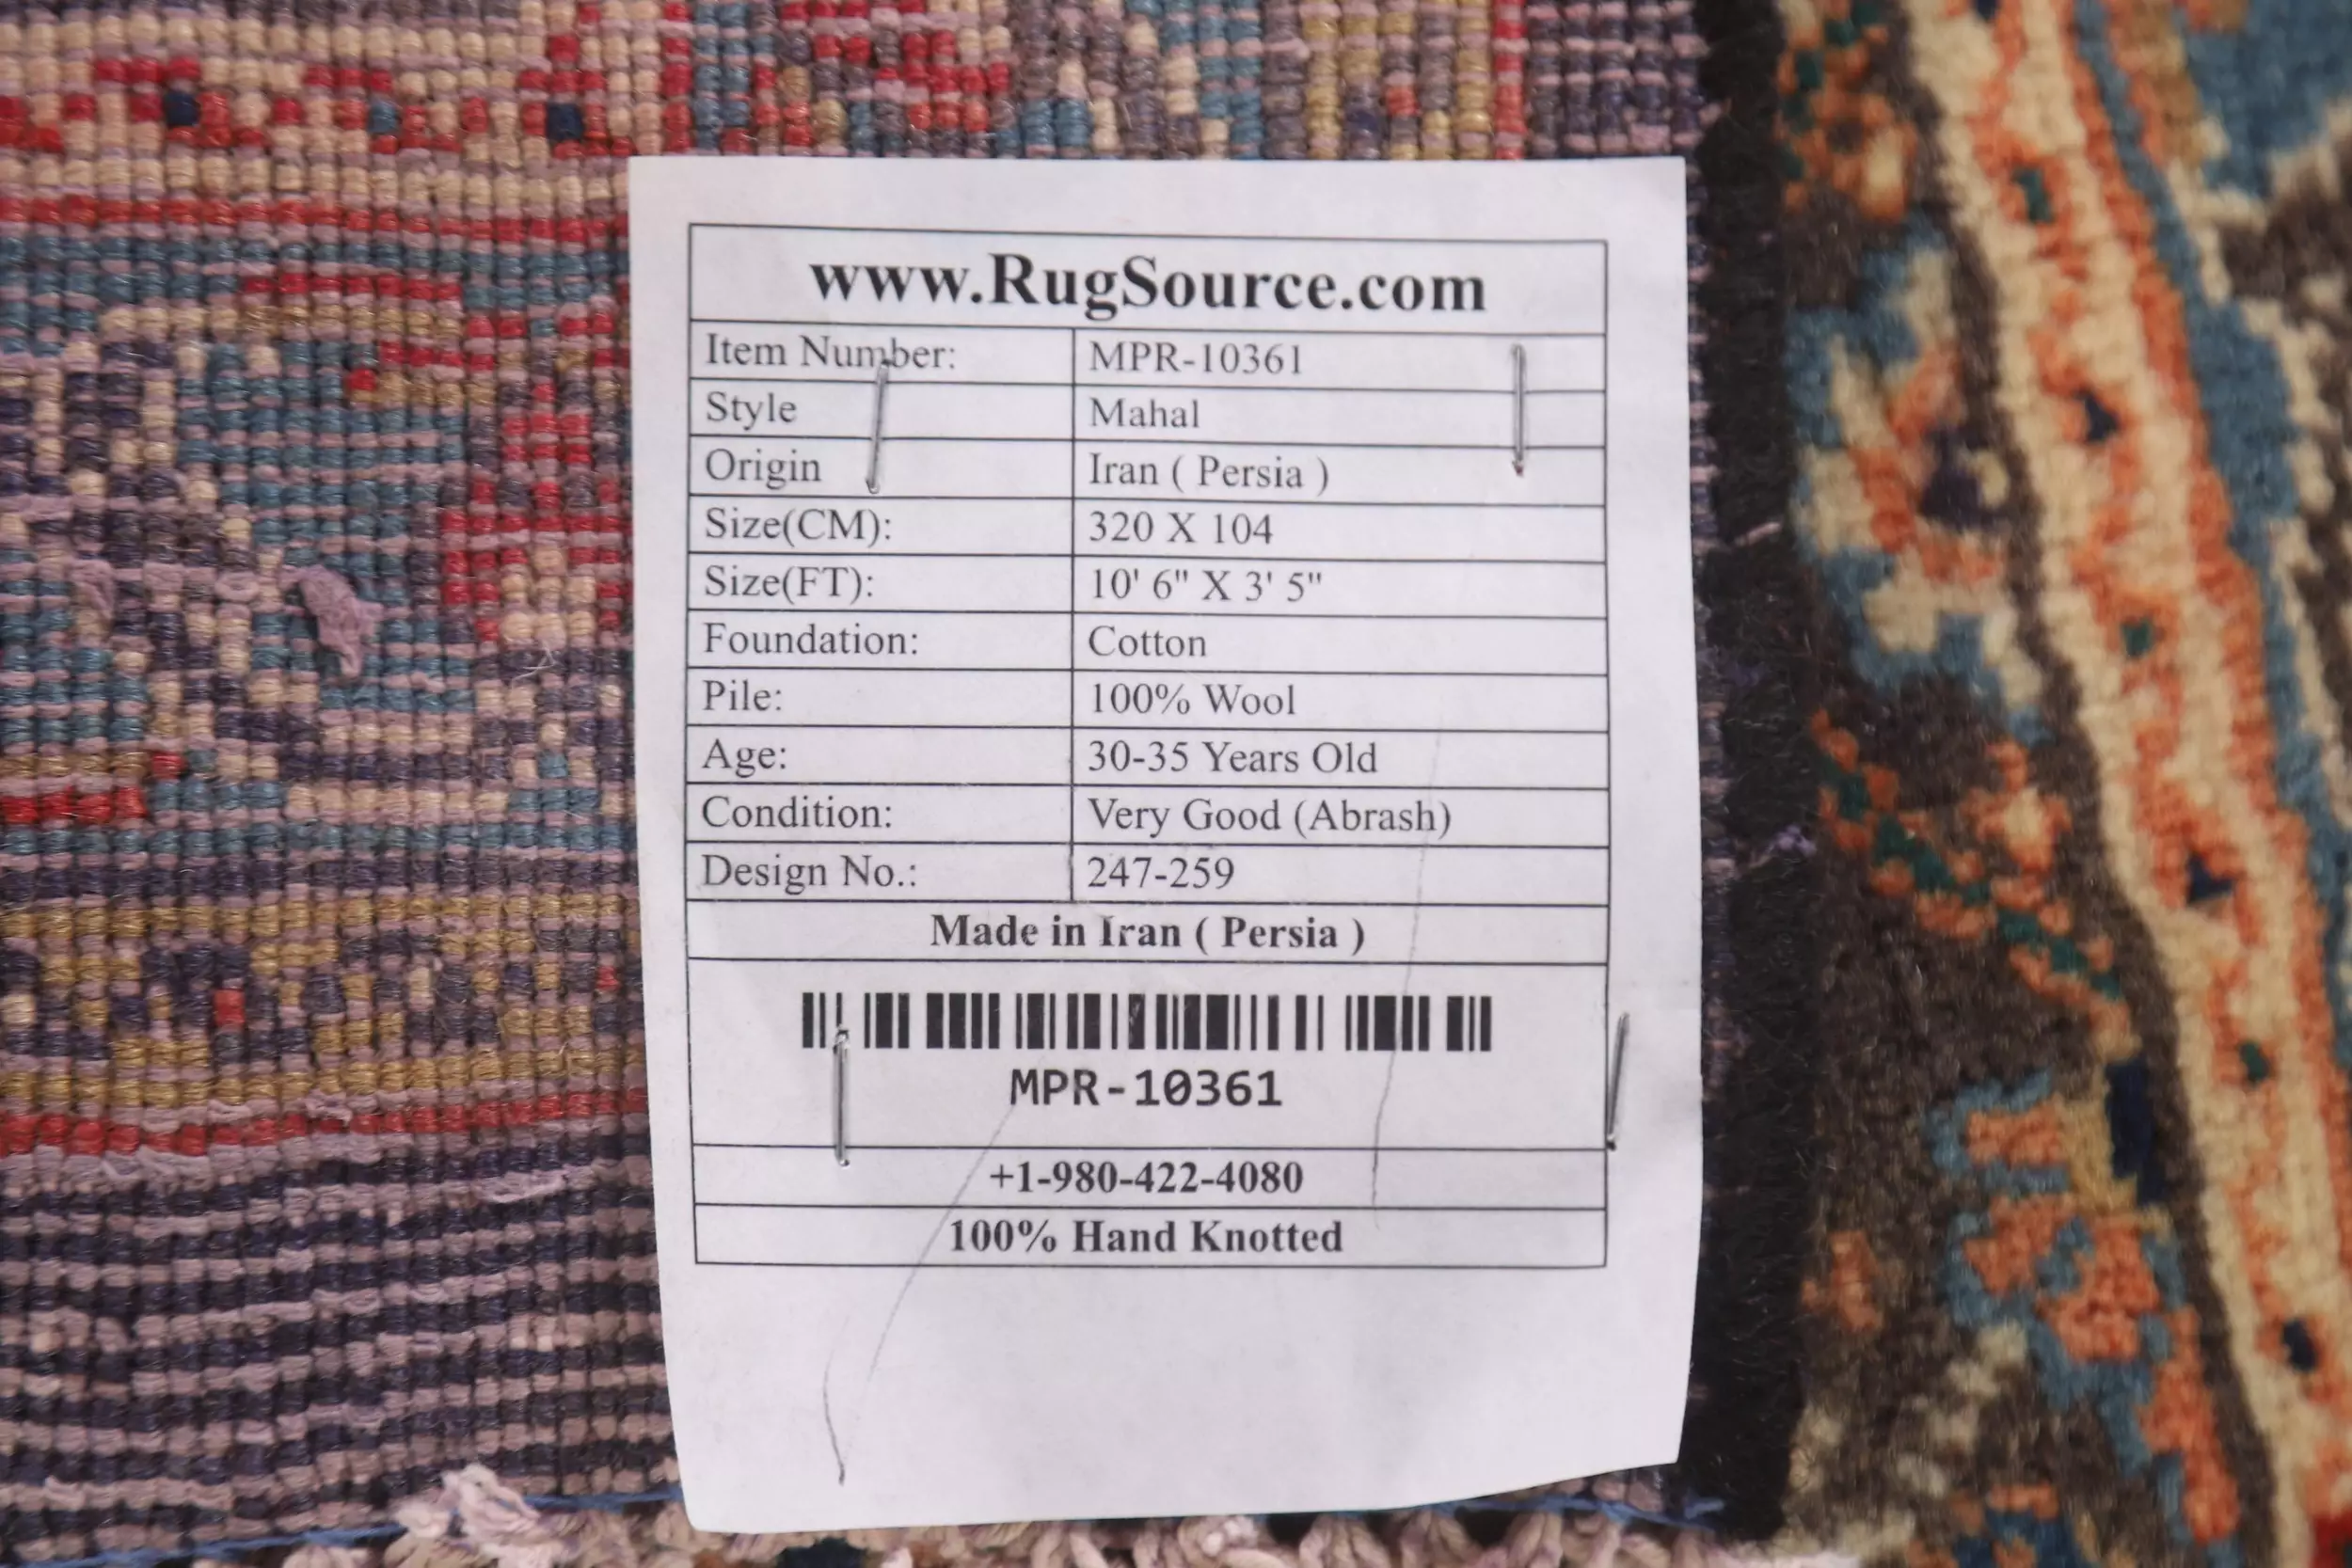 www.RugSource.com
Item Number: MPR-10361
Style Mahal
Origin Iran ( Persia )
Size(CM): 320 X 104
Size(FT): 10' 6" X 3' 5"
Foundation: Cotton
Pile: 100% Wool
Age: 30-35 Years Old
Condition: Very Good (Abrash)
Design No.: 247-259
Made in Iran ( Persia )
MPR-10361
+1-980-422-4080
100% Hand Knotted